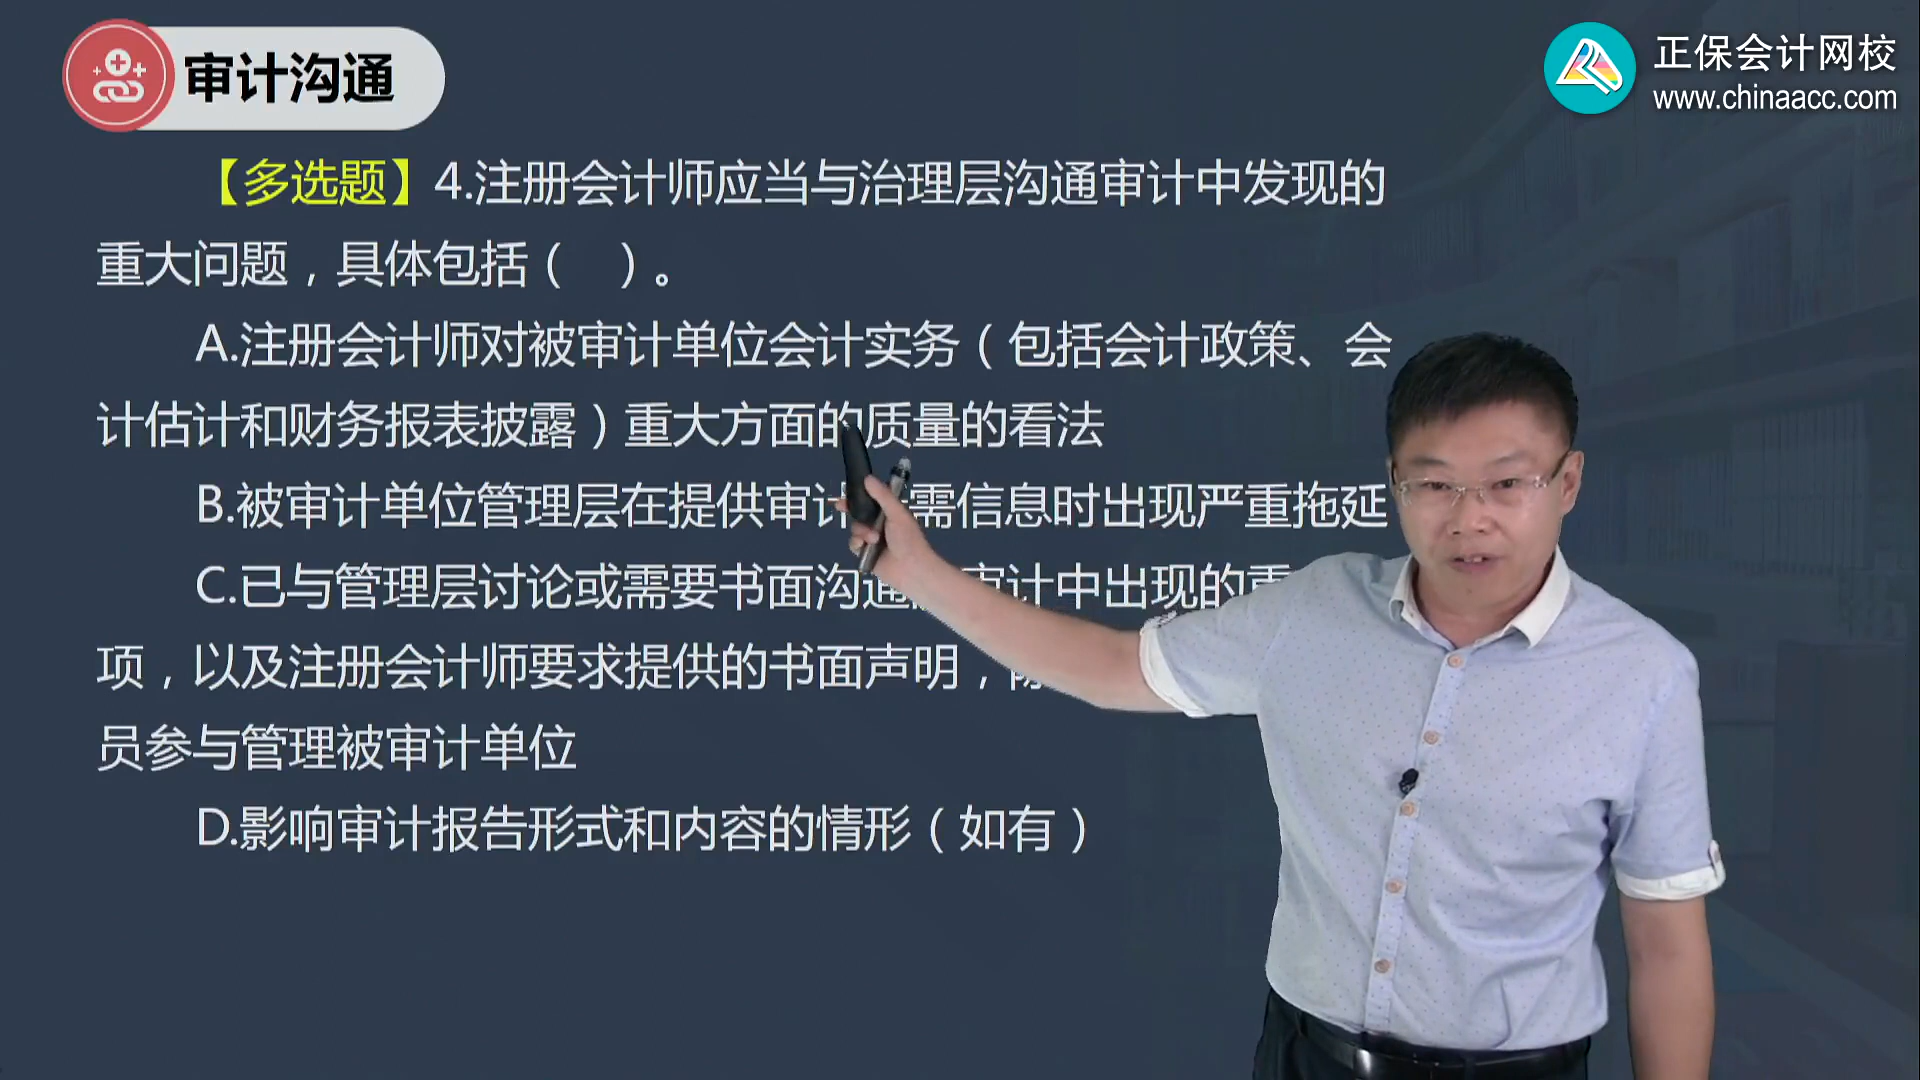 审计沟通
正保会计网校
www.chinaacc.com
【多选题】4.注册会计师应当与治理层沟通审计中发现的
重大问题，具体包括（　）。
A.注册会计师对被审计单位会计实务（包括会计政策、会
计估计和财务报表披露）重大方面的质量的看法
B.被审计单位管理层在提供审计 需信息时出现严重拖延
C.已与管理层讨论或需要书面沟通 审计中出现的
项，以及注册会计师要求提供的书面声明，
员参与管理被审计单位
D.影响审计报告形式和内容的情形（如有）